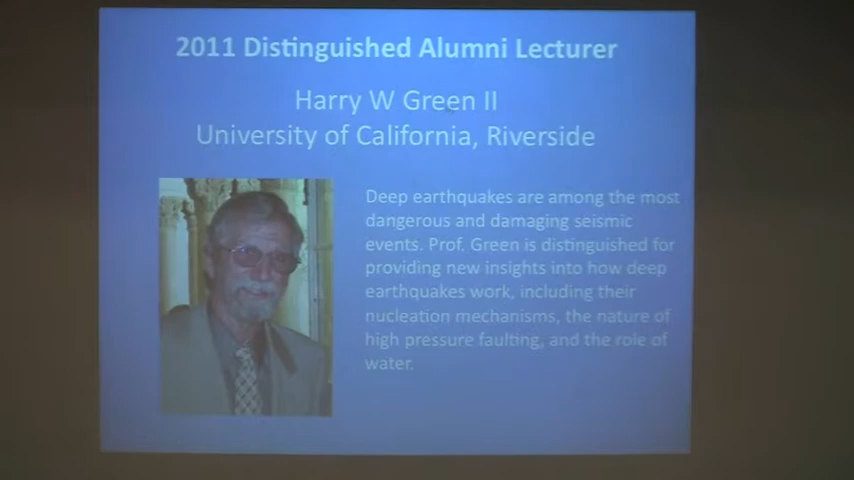 2011 Distinguished Alumni Lecturer
Harry W Green II
University of California, Riverside
Deep earthquakes are among the most
dangerous and damaging seismic
events. Prof. Green is distinguished for
providing new insights into how deep
earthquakes work, including their
nucleation mechanisms, the nature of
high pressure faulting, and the role of
water.